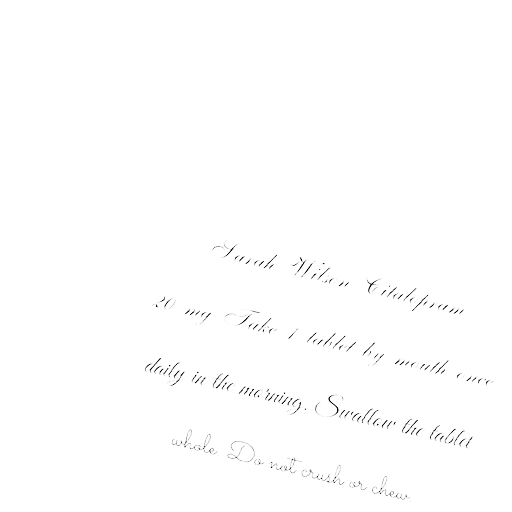 Sarah Wilson Citalopram
20 mg Take 1 tablet by mouth once
daily in the morning. Swallow the tablet
whole Do not crush or chew